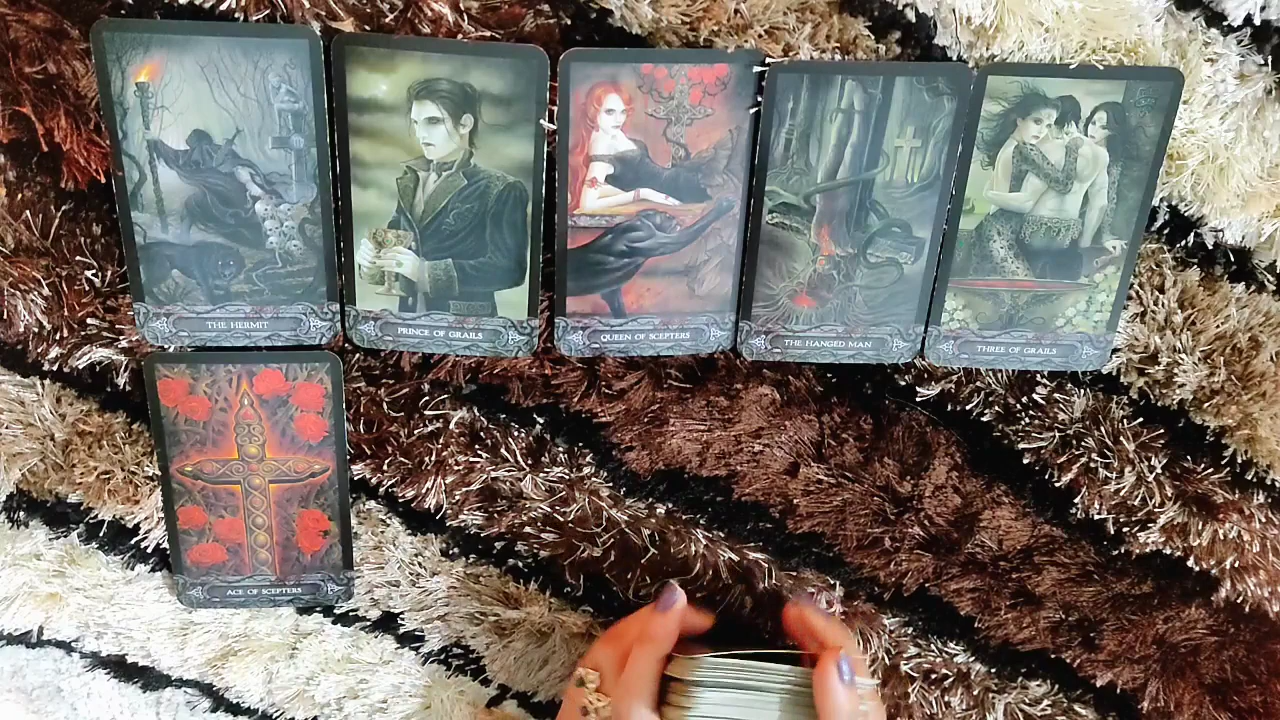 THE HERMIT
PRINCE OF GRAILS
QUEEN OF SCEPTERS
THE HANGED MAN
THREE OF GRAILS
ACE OF SCEPTERS